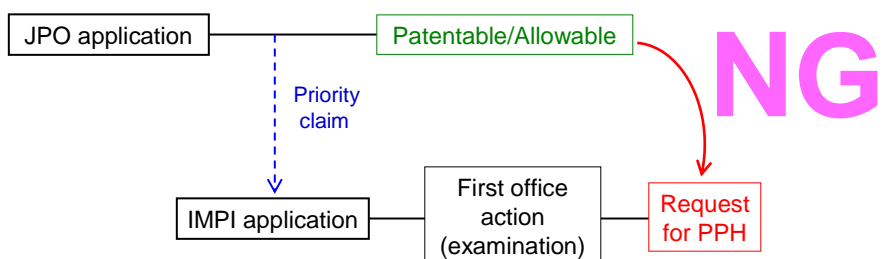 JPO application
Patentable/Allowable
NG
Priority
claim
IMPI application
First office
action
(examination)
Request
for PPH